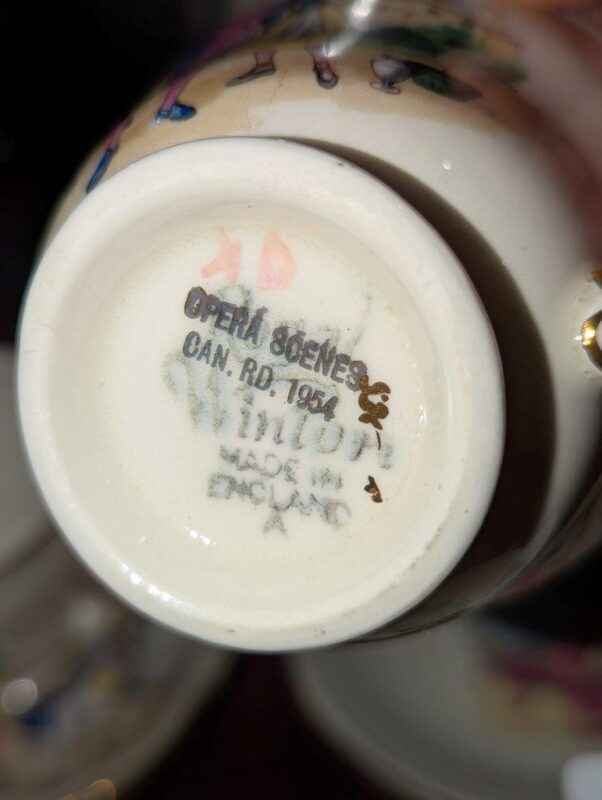 OPERA SCENES
CAN. RD. 1954
Winton
MADE IN
ENGLAND
A